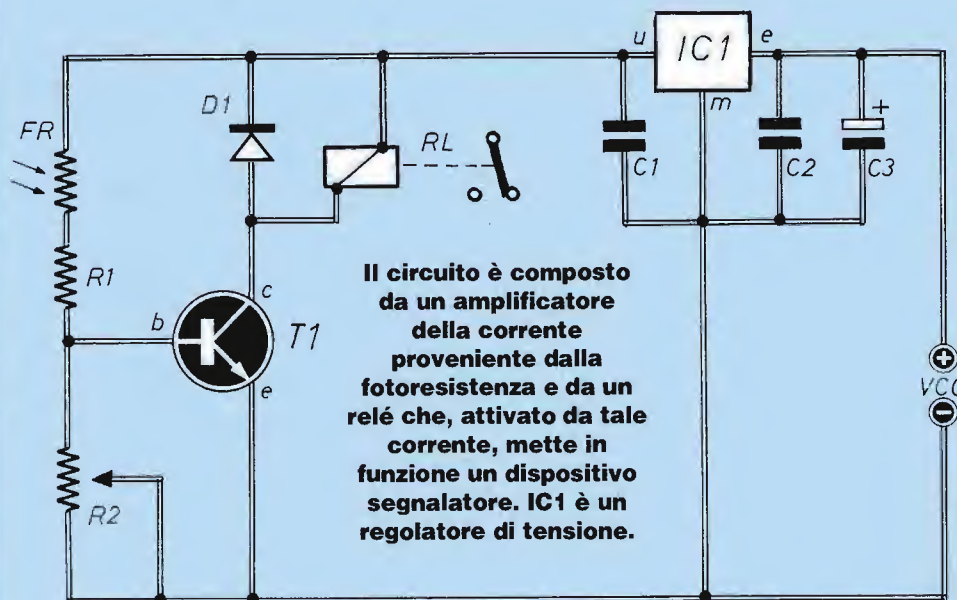 u
IC1
e
m
D1
FR
RL
C1
+
C2
C3
R1
b
c
T1
e
R2
Il circuito è composto
da un amplificatore
della corrente
proveniente dalla
fotoresistenza e da un
relé che, attivato da tale
corrente, mette in
funzione un dispositivo
segnalatore. IC1 è un
regolatore di tensione.
+
VCC
-